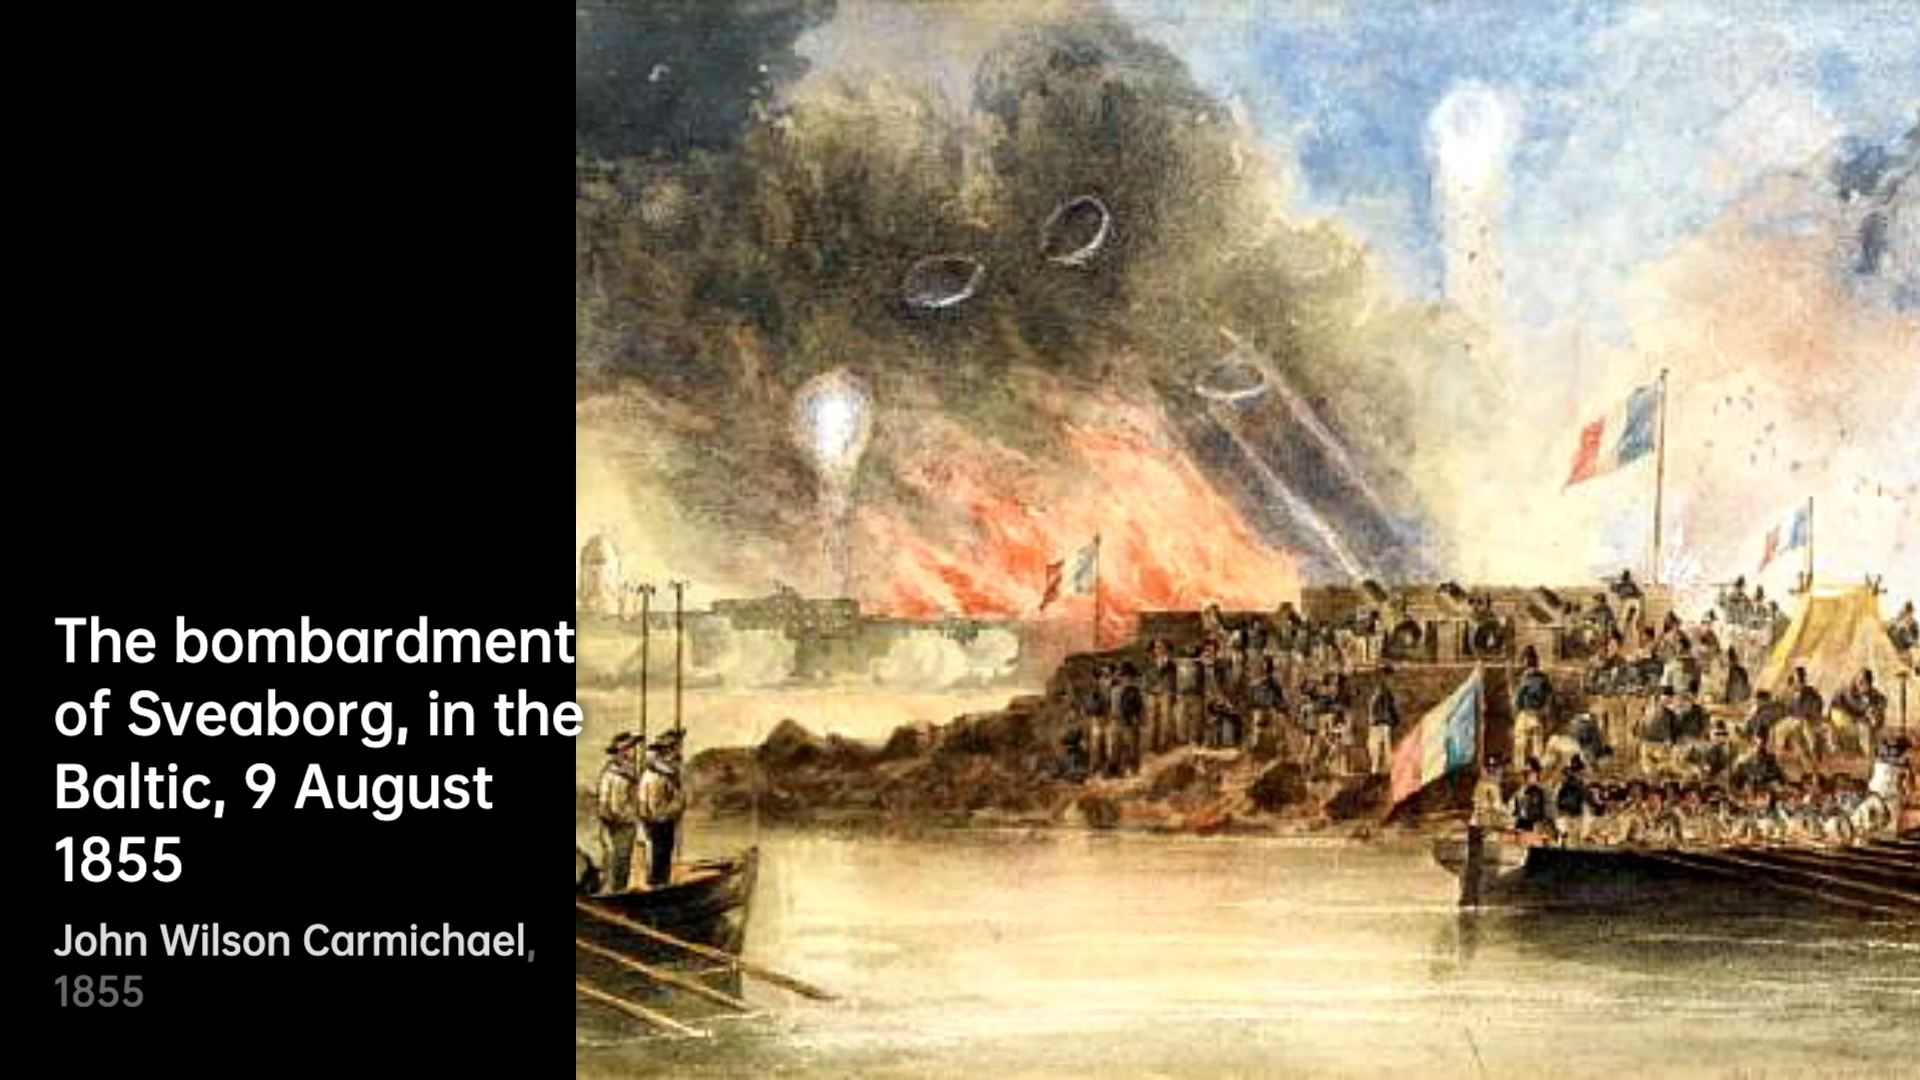 The bombardment
of Sveaborg, in the
Baltic, 9 August
1855
John Wilson Carmichael,
1855